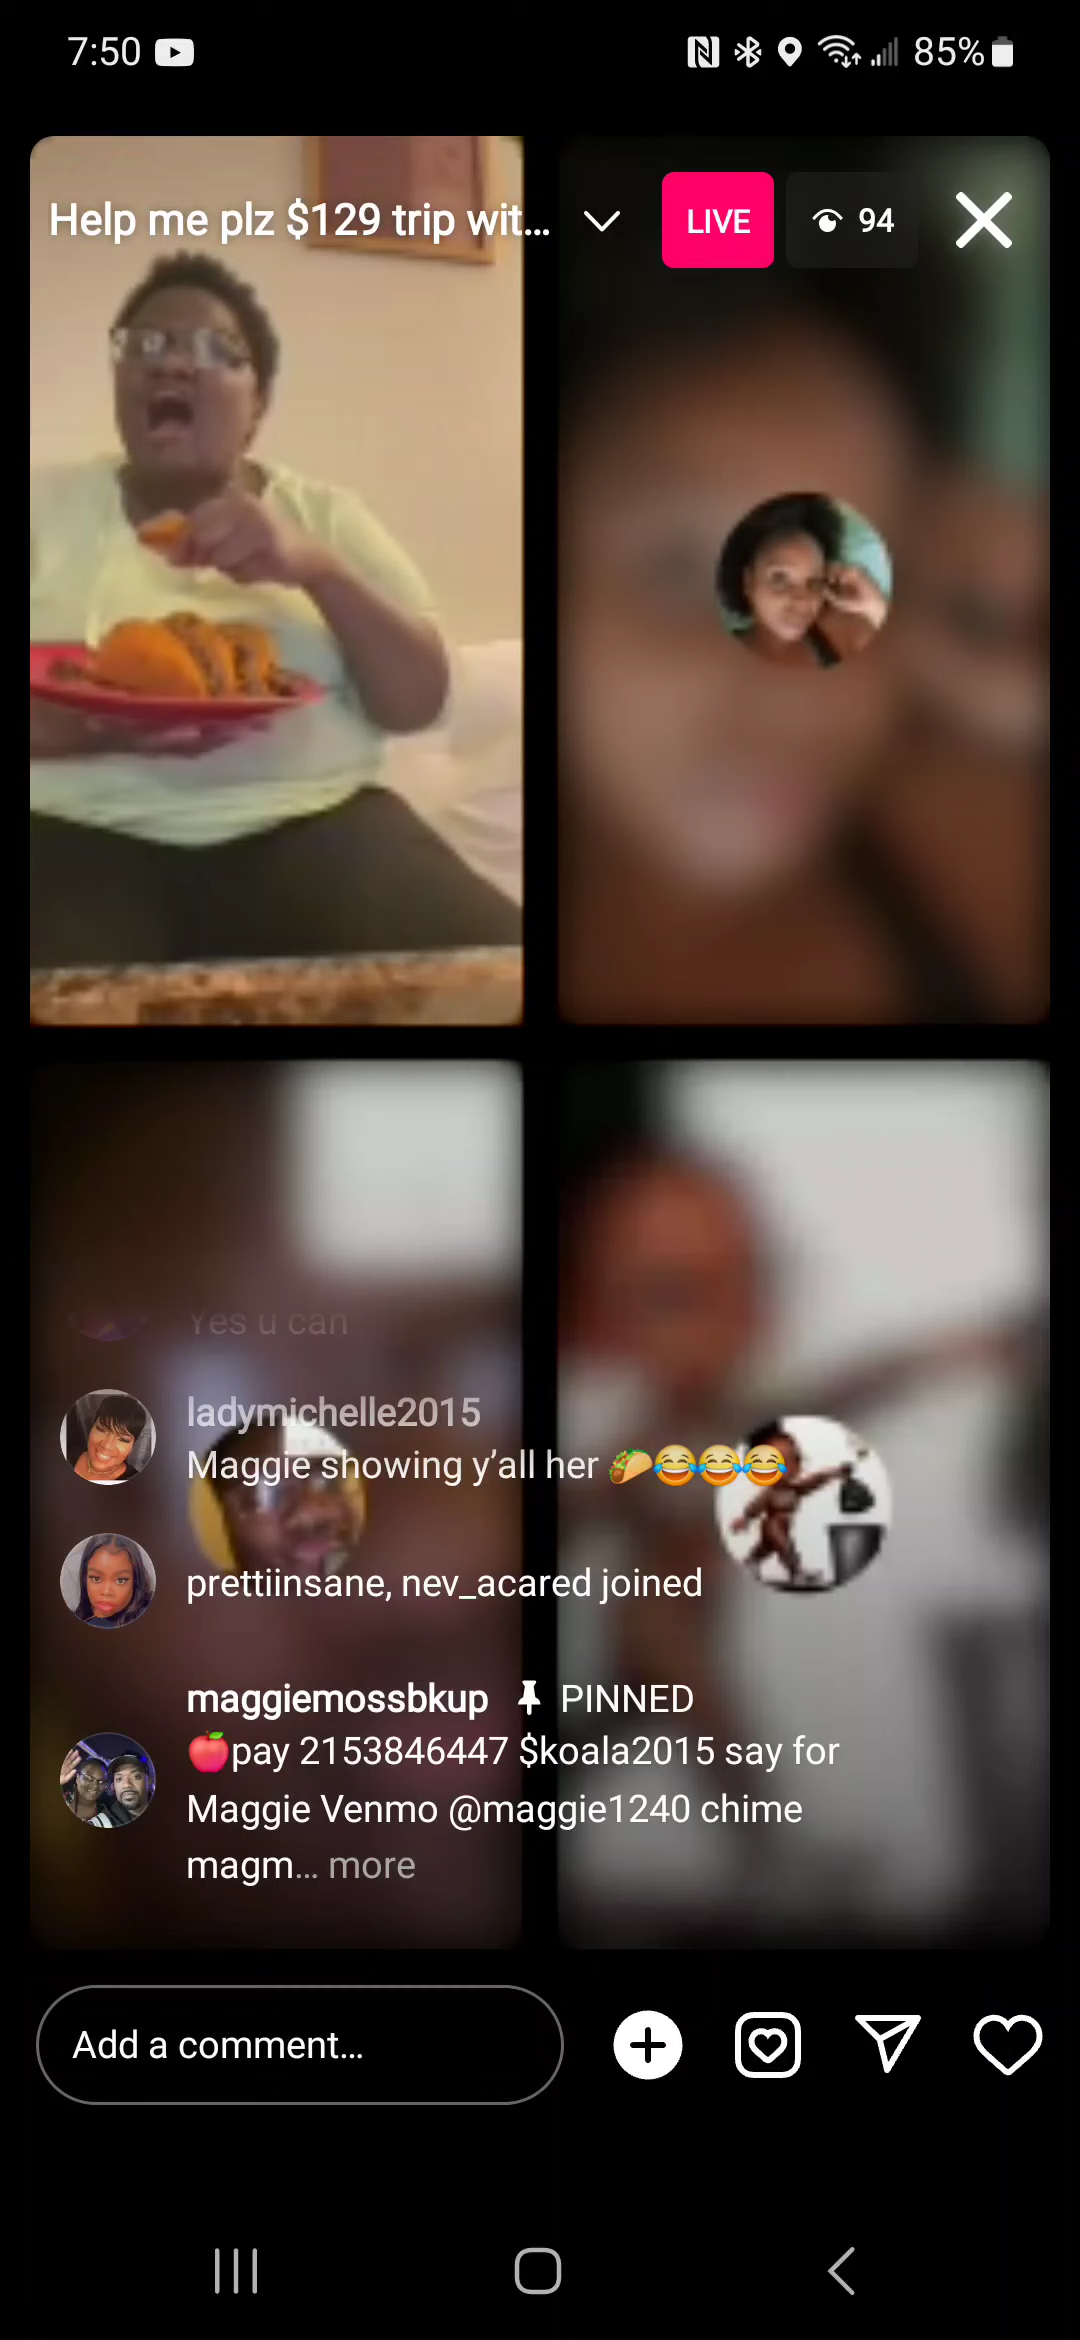 7:50
85%
Help me plz $129 trip wit...
LIVE
94
Yes u can
ladymichelle2015
Maggie showing y’all her 🌮😂😂😂
prettiinsane, nev_acared joined
maggiemossbkup 📌 PINNED
🍎pay 2153846447 $koala2015 say for
Maggie Venmo @maggie1240 chime
magm... more
Add a comment...